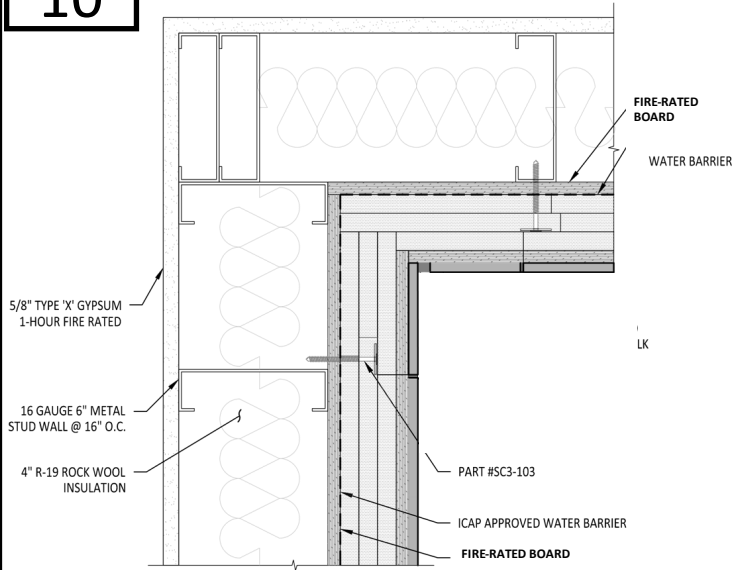 10
FIRE-RATED
BOARD
WATER BARRIER
5/8" TYPE 'X' GYPSUM
1-HOUR FIRE RATED
LK
16 GAUGE 6" METAL
STUD WALL @ 16" O.C.
4" R-19 ROCK WOOL
INSULATION
PART #SC3-103
ICAP APPROVED WATER BARRIER
FIRE-RATED BOARD